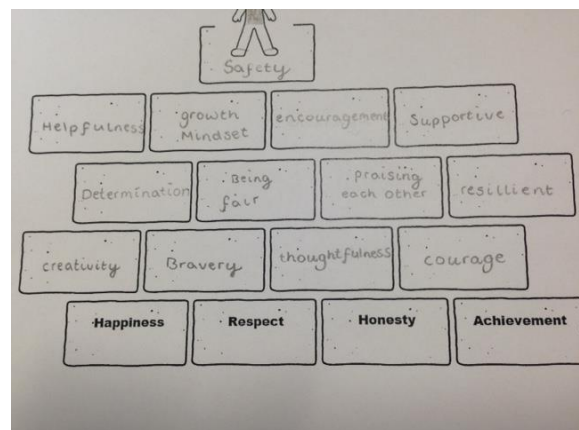 Safety
Helpfulness
growth
Mindset
encouragement
Supportive
Determination
Being
fair
praising
each other
resillient
creativity
Bravery
thoughtfulness
courage
Happiness
Respect
Honesty
Achievement